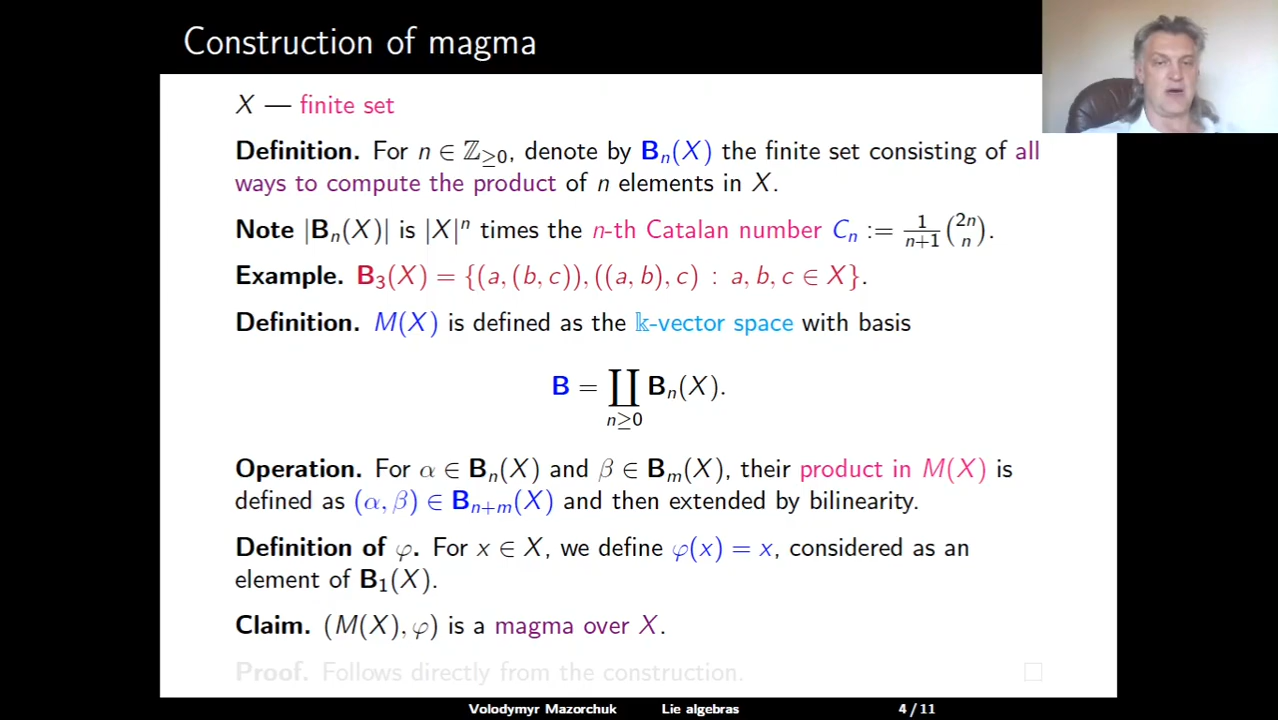 Construction of magma
X — finite set
Definition. For n ∈ ℤ≥0, denote by Bₙ(X) the finite set consisting of all
ways to compute the product of n elements in X.
Note |Bₙ(X)| is |X|ⁿ times the n-th Catalan number Cₙ := 1/(n+1) (2n n).
Example. B₃(X) = {(a, (b, c)), ((a, b), c) : a, b, c ∈ X}.
Definition. M(X) is defined as the 𝕜-vector space with basis
B = ∐ Bₙ(X).
n≥0
Operation. For α ∈ Bₙ(X) and β ∈ Bₘ(X), their product in M(X) is
defined as (α, β) ∈ Bₙ₊ₘ(X) and then extended by bilinearity.
Definition of φ. For x ∈ X, we define φ(x) = x, considered as an
element of B₁(X).
Claim. (M(X), φ) is a magma over X.
Proof. Follows directly from the construction. □
Volodymyr Mazorchuk Lie algebras 4 / 11